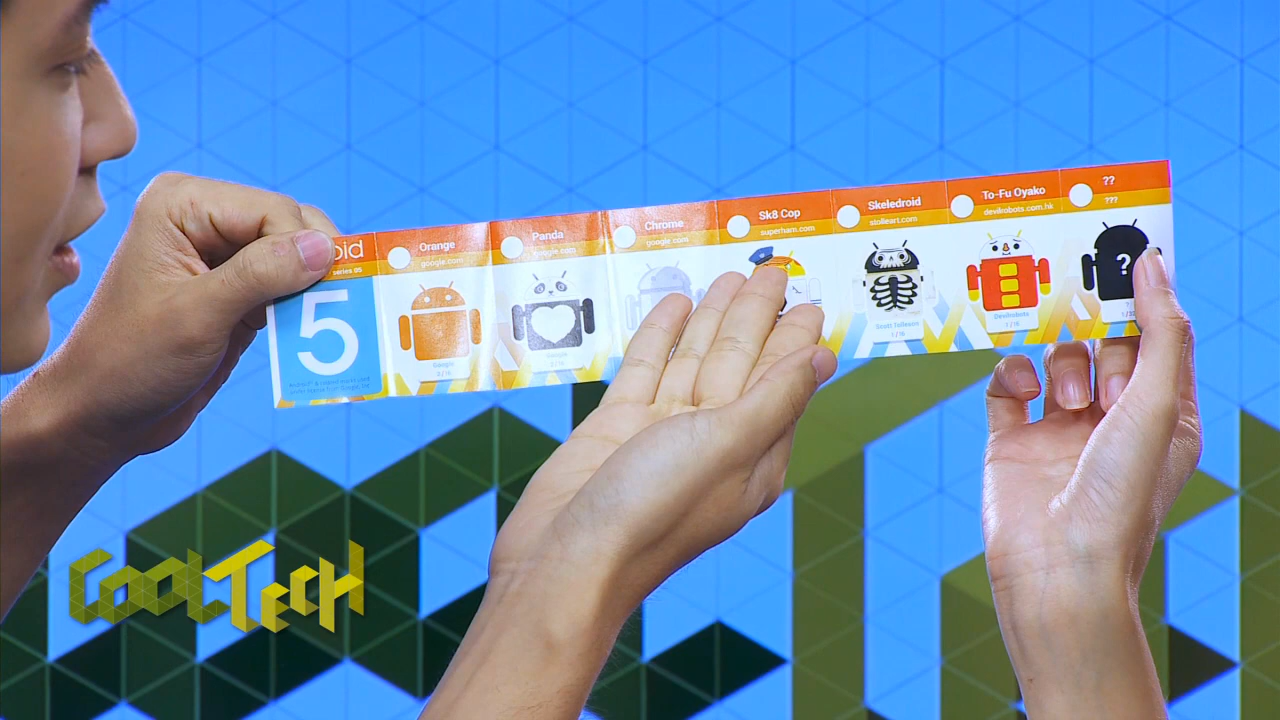 oid
series 05
5
Orange
google.com
Google
Panda
google.com
Google
Chrome
google.com
Sk8 Cop
superham.com
Skeledroid
stolleart.com
Scott Tolleson
To-Fu Oyako
devilrobots.com.hk
Devilrobots
??
???
?
CoolTech